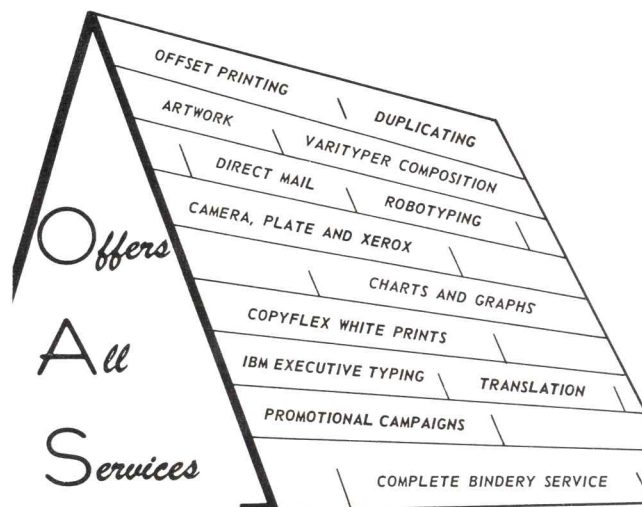 OFFSET PRINTING DUPLICATING
ARTWORK VARITYPER COMPOSITION
DIRECT MAIL ROBOTYPING
CAMERA, PLATE AND XEROX
CHARTS AND GRAPHS
COPYFLEX WHITE PRINTS
IBM EXECUTIVE TYPING TRANSLATION
PROMOTIONAL CAMPAIGNS
COMPLETE BINDERY SERVICE
Offers
All
Services